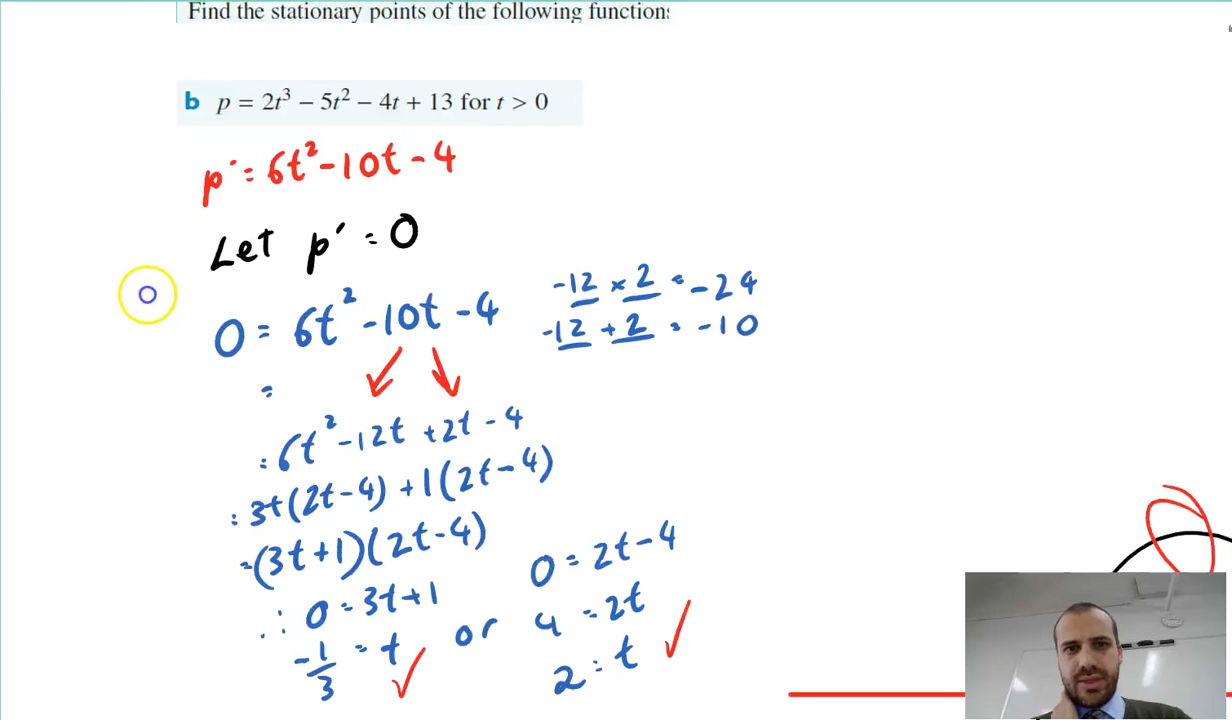 Find the stationary points of the following functions
b p = 2t³ − 5t² − 4t + 13 for t > 0
p' = 6t² - 10t - 4
Let p' = 0
0 = 6t² - 10t - 4
-12 × 2 = -24
-12 + 2 = -10
=
= 6t² - 12t + 2t - 4
= 3t(2t - 4) + 1(2t - 4)
= (3t + 1)(2t - 4)
∴ 0 = 3t + 1 or 0 = 2t - 4
-1/3 = t 4 = 2t
2 = t